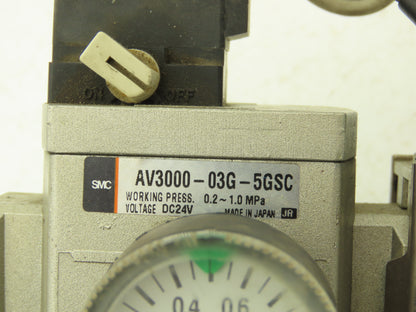 ON OFF
SMC AV3000-03G-5GSC
WORKING PRESS. 0.2~1.0 MPa
VOLTAGE DC24V MADE IN JAPAN JR
04 06